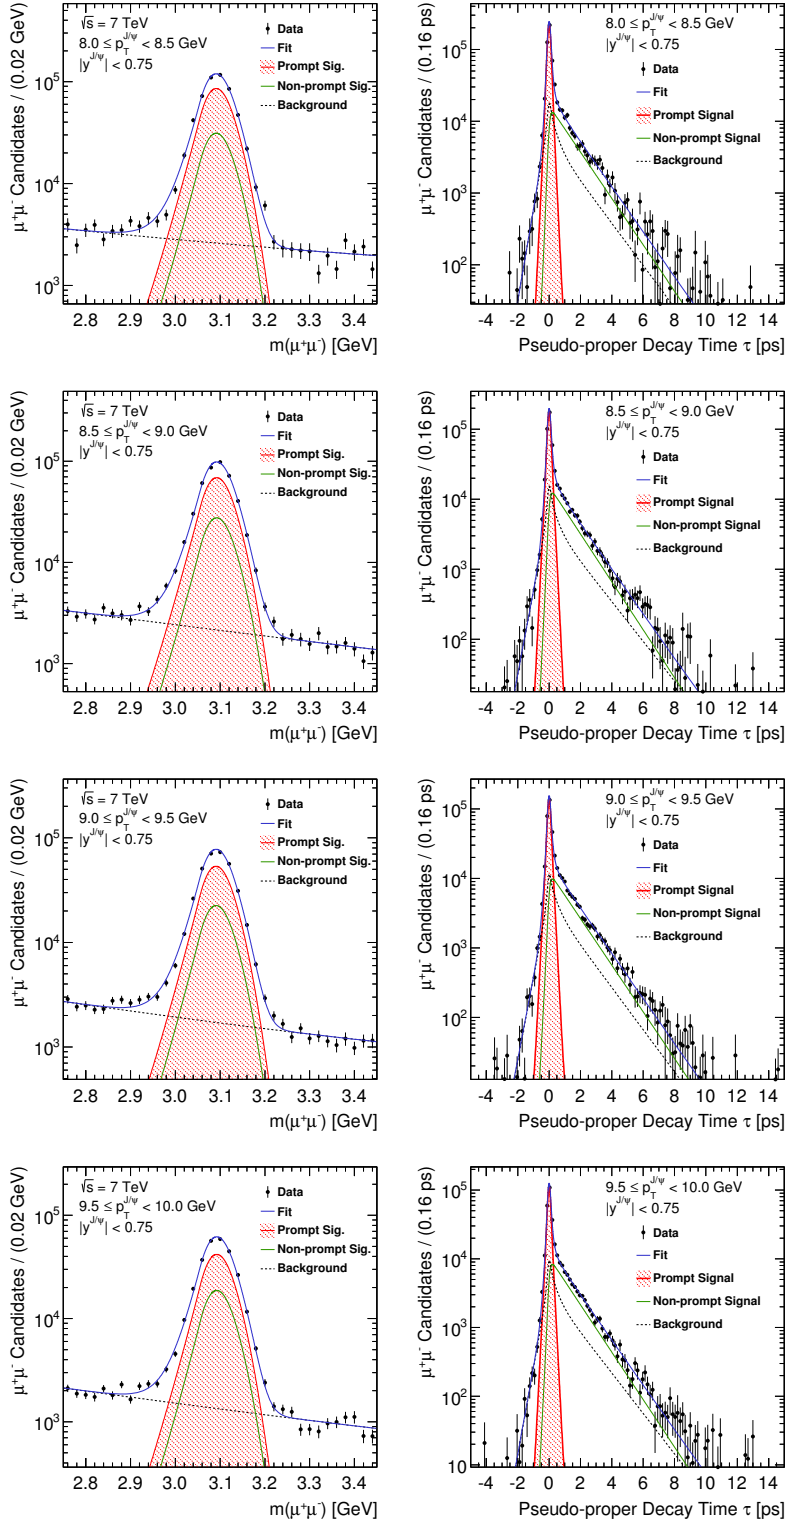 μ⁺μ⁻ Candidates / (0.02 GeV)
√s = 7 TeV
8.0 ≤ p_T^{J/ψ} < 8.5 GeV
|y^{J/ψ}| < 0.75
Data
Fit
Prompt Sig.
Non-prompt Sig.
Background
10⁵
10⁴
10³
2.8 2.9 3.0 3.1 3.2 3.3 3.4
m(μ⁺μ⁻) [GeV]
μ⁺μ⁻ Candidates / (0.16 ps)
8.0 ≤ p_T^{J/ψ} < 8.5 GeV
|y^{J/ψ}| < 0.75
Data
Fit
Prompt Signal
Non-prompt Signal
Background
10⁵
10⁴
10³
10²
-4 -2 0 2 4 6 8 10 12 14
Pseudo-proper Decay Time τ [ps]
μ⁺μ⁻ Candidates / (0.02 GeV)
√s = 7 TeV
8.5 ≤ p_T^{J/ψ} < 9.0 GeV
|y^{J/ψ}| < 0.75
Data
Fit
Prompt Sig.
Non-prompt Sig.
Background
10⁵
10⁴
10³
2.8 2.9 3.0 3.1 3.2 3.3 3.4
m(μ⁺μ⁻) [GeV]
μ⁺μ⁻ Candidates / (0.16 ps)
8.5 ≤ p_T^{J/ψ} < 9.0 GeV
|y^{J/ψ}| < 0.75
Data
Fit
Prompt Signal
Non-prompt Signal
Background
10⁵
10⁴
10³
10²
-4 -2 0 2 4 6 8 10 12 14
Pseudo-proper Decay Time τ [ps]
μ⁺μ⁻ Candidates / (0.02 GeV)
√s = 7 TeV
9.0 ≤ p_T^{J/ψ} < 9.5 GeV
|y^{J/ψ}| < 0.75
Data
Fit
Prompt Sig.
Non-prompt Sig.
Background
10⁵
10⁴
10³
2.8 2.9 3.0 3.1 3.2 3.3 3.4
m(μ⁺μ⁻) [GeV]
μ⁺μ⁻ Candidates / (0.16 ps)
9.0 ≤ p_T^{J/ψ} < 9.5 GeV
|y^{J/ψ}| < 0.75
Data
Fit
Prompt Signal
Non-prompt Signal
Background
10⁵
10⁴
10³
10²
-4 -2 0 2 4 6 8 10 12 14
Pseudo-proper Decay Time τ [ps]
μ⁺μ⁻ Candidates / (0.02 GeV)
√s = 7 TeV
9.5 ≤ p_T^{J/ψ} < 10.0 GeV
|y^{J/ψ}| < 0.75
Data
Fit
Prompt Sig.
Non-prompt Sig.
Background
10⁵
10⁴
10³
2.8 2.9 3.0 3.1 3.2 3.3 3.4
m(μ⁺μ⁻) [GeV]
μ⁺μ⁻ Candidates / (0.16 ps)
9.5 ≤ p_T^{J/ψ} < 10.0 GeV
|y^{J/ψ}| < 0.75
Data
Fit
Prompt Signal
Non-prompt Signal
Background
10⁵
10⁴
10³
10²
10
-4 -2 0 2 4 6 8 10 12 14
Pseudo-proper Decay Time τ [ps]